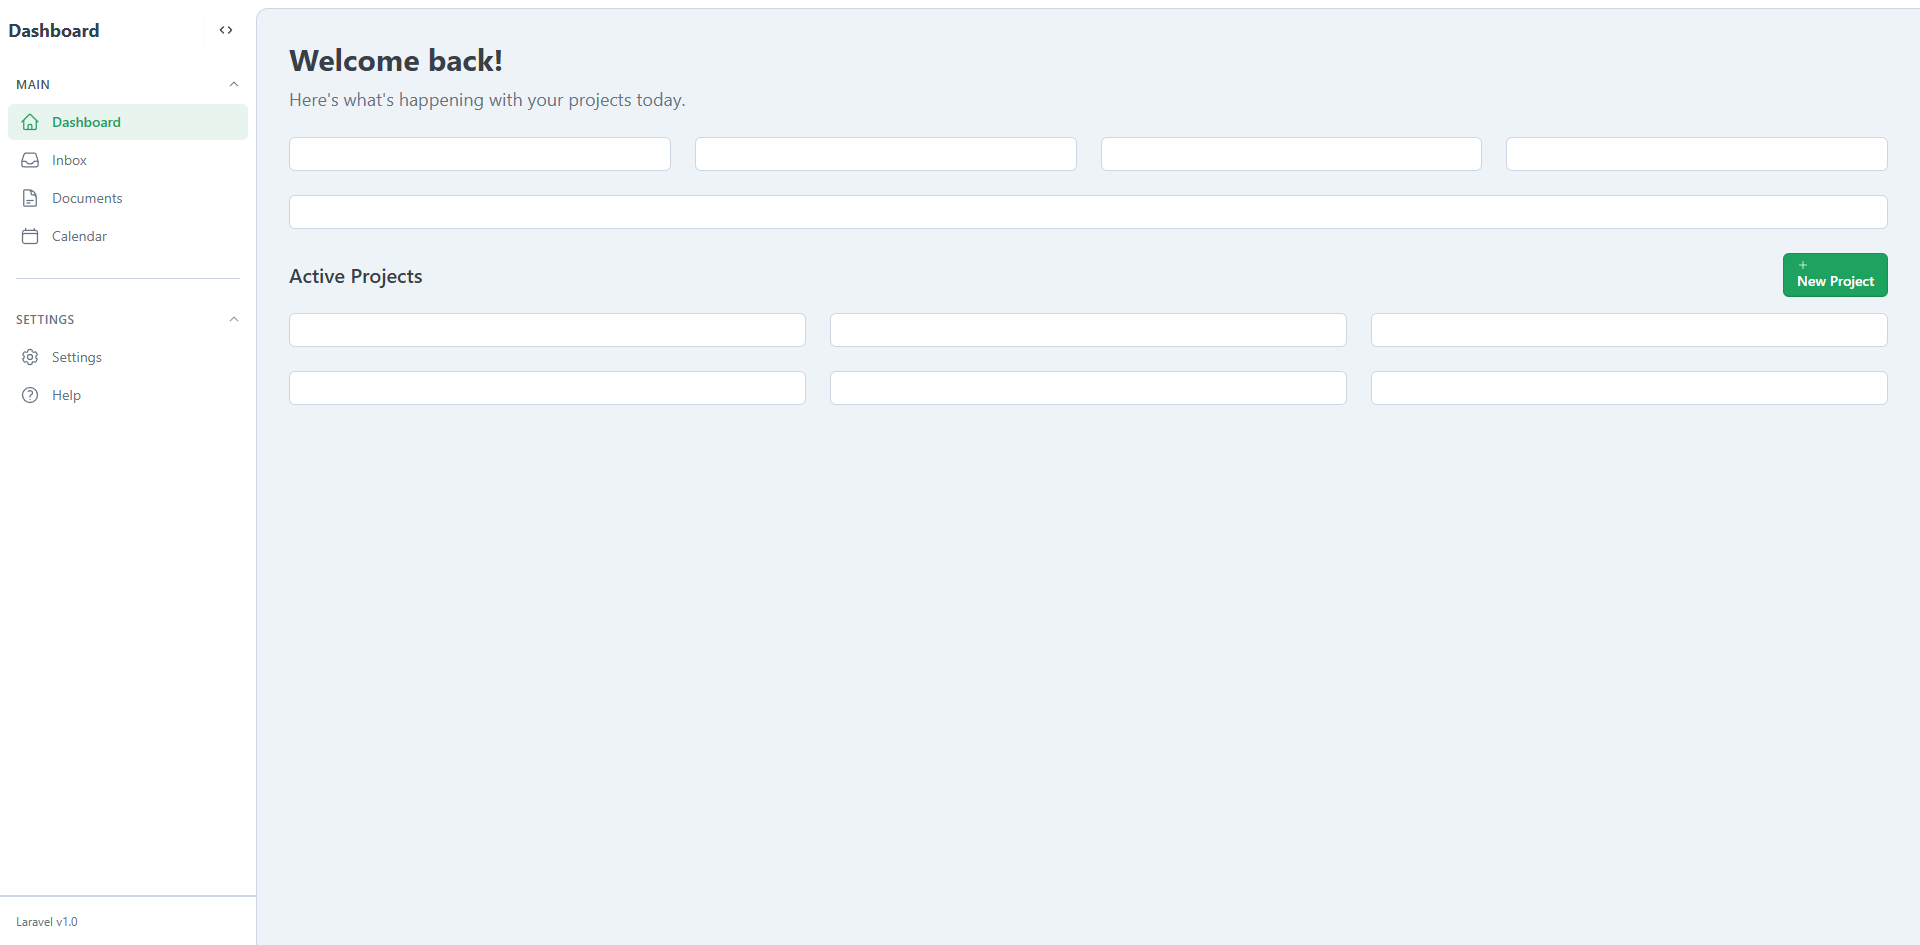 Dashboard
MAIN
Dashboard
Inbox
Documents
Calendar
SETTINGS
Settings
Help
Laravel v1.0
Welcome back!
Here's what's happening with your projects today.
Active Projects
New Project